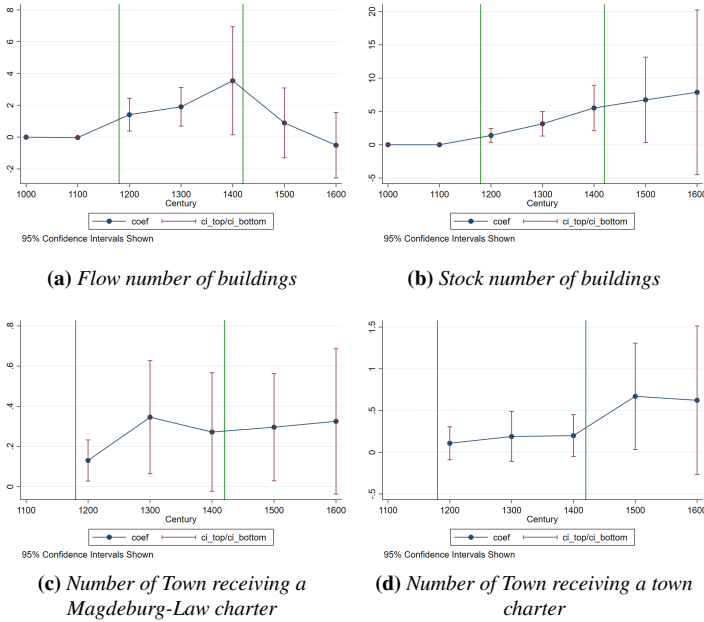 8
6
4
2
0
-2
1000 1100 1200 1300 1400 1500 1600
Century
coef ci_top/ci_bottom
95% Confidence Intervals Shown
(a) Flow number of buildings
20
15
10
5
0
-5
1000 1100 1200 1300 1400 1500 1600
Century
coef ci_top/ci_bottom
95% Confidence Intervals Shown
(b) Stock number of buildings
.8
.6
.4
.2
0
1100 1200 1300 1400 1500 1600
Century
coef ci_top/ci_bottom
95% Confidence Intervals Shown
(c) Number of Town receiving a
Magdeburg-Law charter
1.5
1
.5
0
-.5
1100 1200 1300 1400 1500 1600
Century
coef ci_top/ci_bottom
95% Confidence Intervals Shown
(d) Number of Town receiving a town
charter